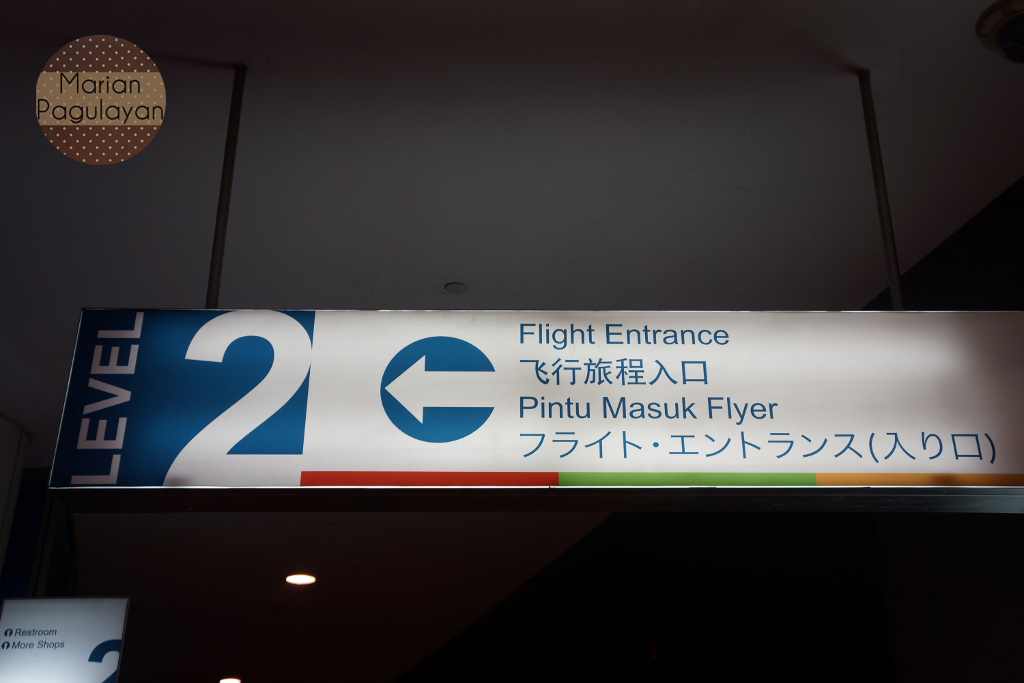 Marian
Pagulayan
LEVEL
2
Flight Entrance
飞行旅程入口
Pintu Masuk Flyer
フライト・エントランス(入り口)
Restroom
More Shops
2